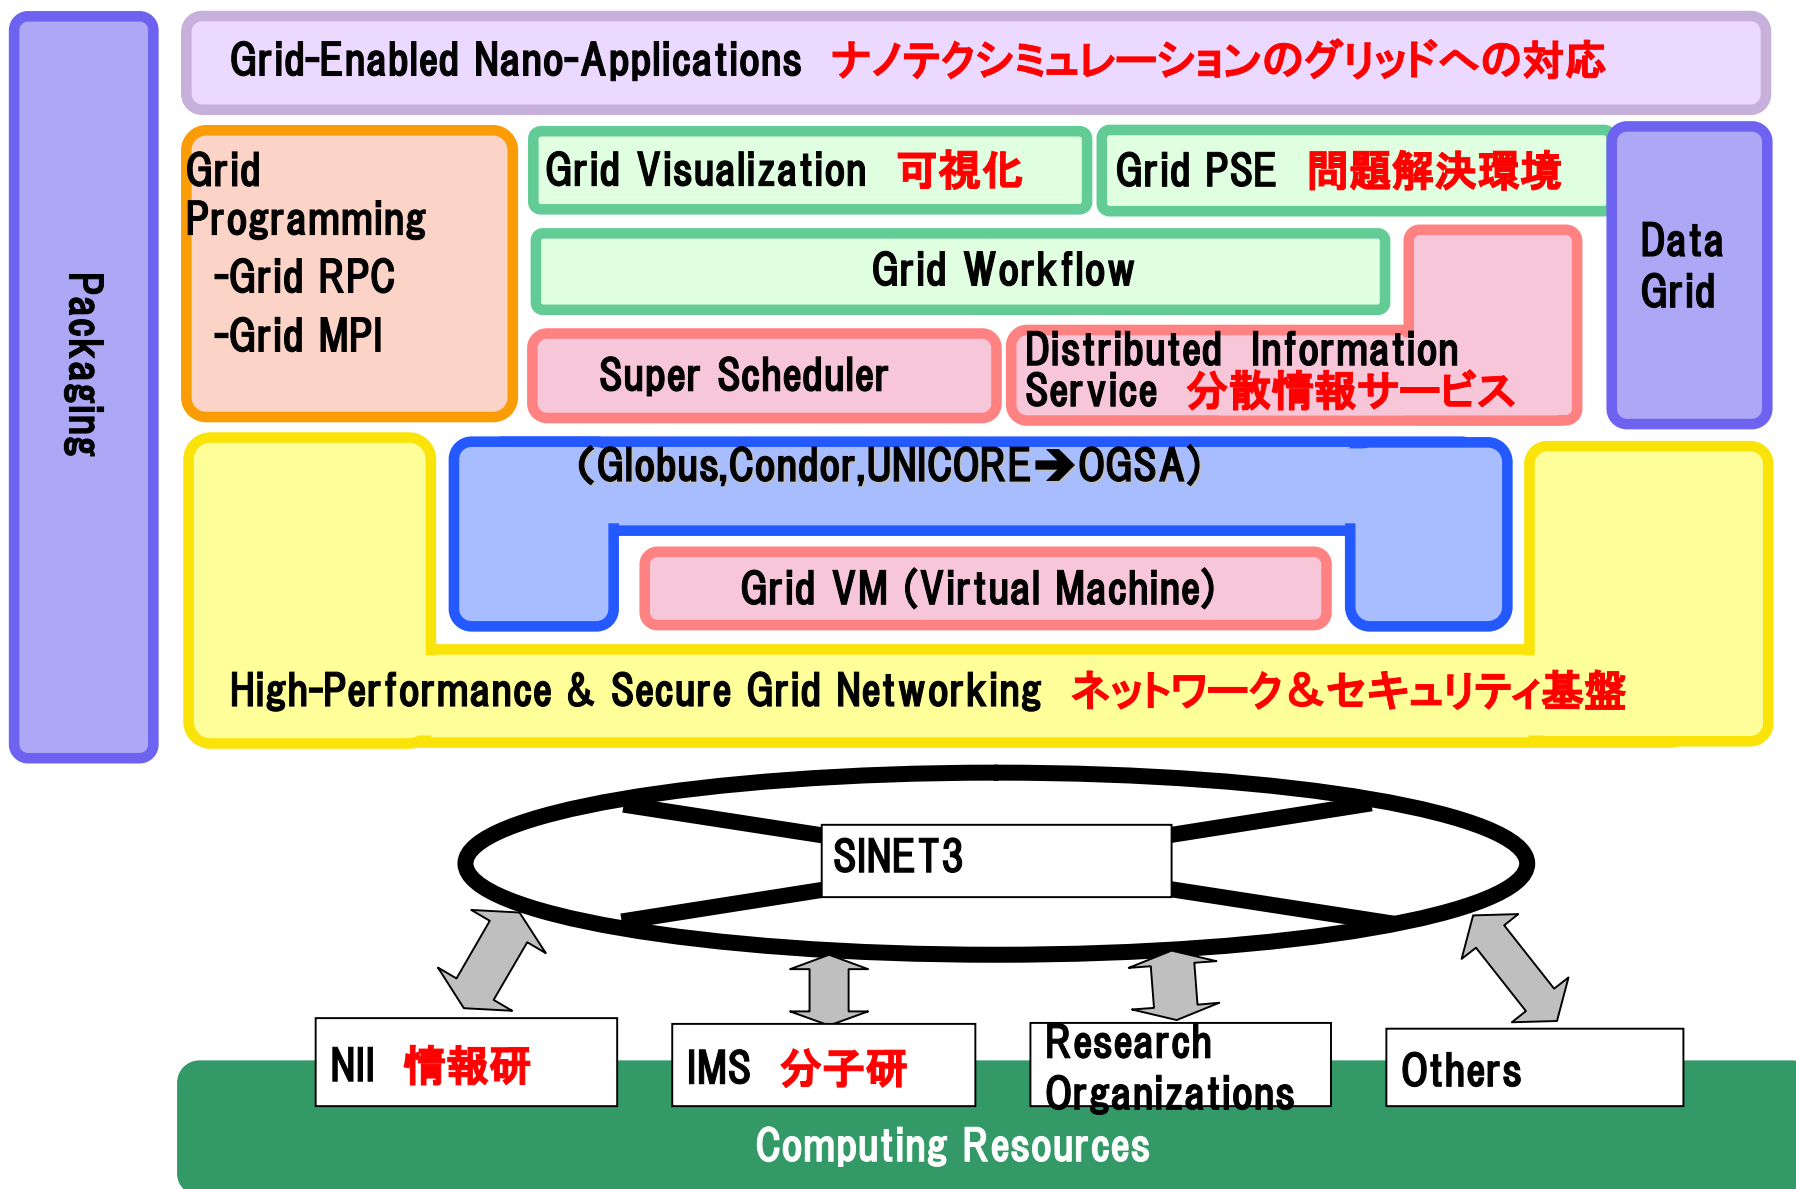 Packaging
Grid-Enabled Nano-Applications ナノテクシミュレーションのグリッドへの対応
Grid
Programming
-Grid RPC
-Grid MPI
Grid Visualization 可視化
Grid PSE 問題解決環境
Data
Grid
Grid Workflow
Super Scheduler
Distributed Information
Service 分散情報サービス
(Globus,Condor,UNICORE➔OGSA)
Grid VM (Virtual Machine)
High-Performance & Secure Grid Networking ネットワーク＆セキュリティ基盤
SINET3
NII 情報研
IMS 分子研
Research
Organizations
Others
Computing Resources